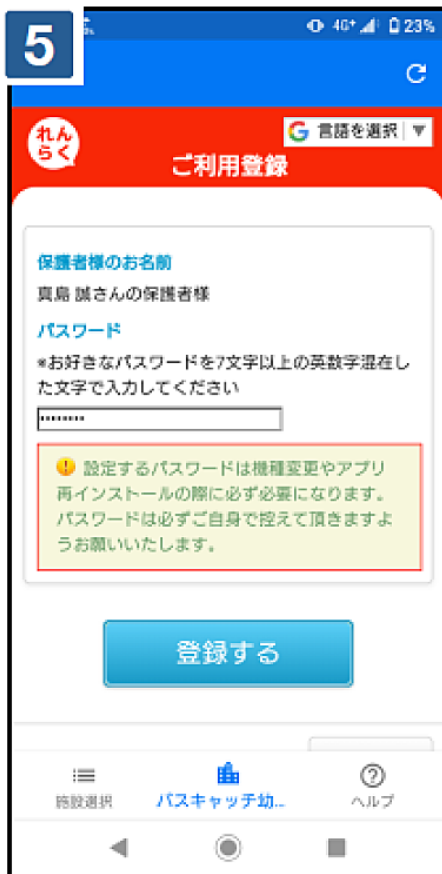 5
4G+ 23%
れん
らく
G 言語を選択 ▼
ご利用登録
保護者様のお名前
真島 誠さんの保護者様
パスワード
*お好きなパスワードを7文字以上の英数字混在し
た文字で入力してください
········
設定するパスワードは機種変更やアプリ
再インストールの際に必ず必要になります。
パスワードは必ずご自身で控えて頂きますよ
うお願いいたします。
登録する
施設選択 バスキャッチ幼... ヘルプ